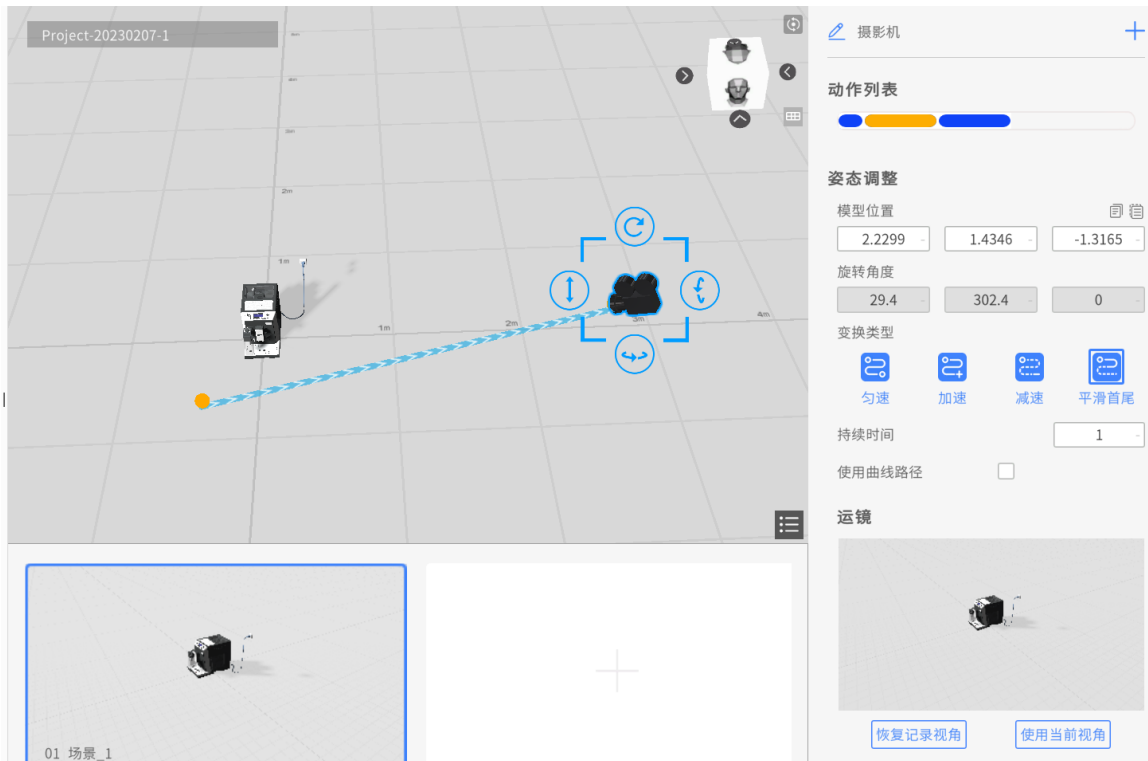 Project-20230207-1
4m
3m
2m
1m
1m
2m
3m
4m
01 场景_1
摄影机
动作列表
姿态调整
模型位置
2.2299
1.4346
-1.3165
旋转角度
29.4
302.4
0
变换类型
匀速
加速
减速
平滑首尾
持续时间
1
使用曲线路径
运镜
恢复记录视角
使用当前视角